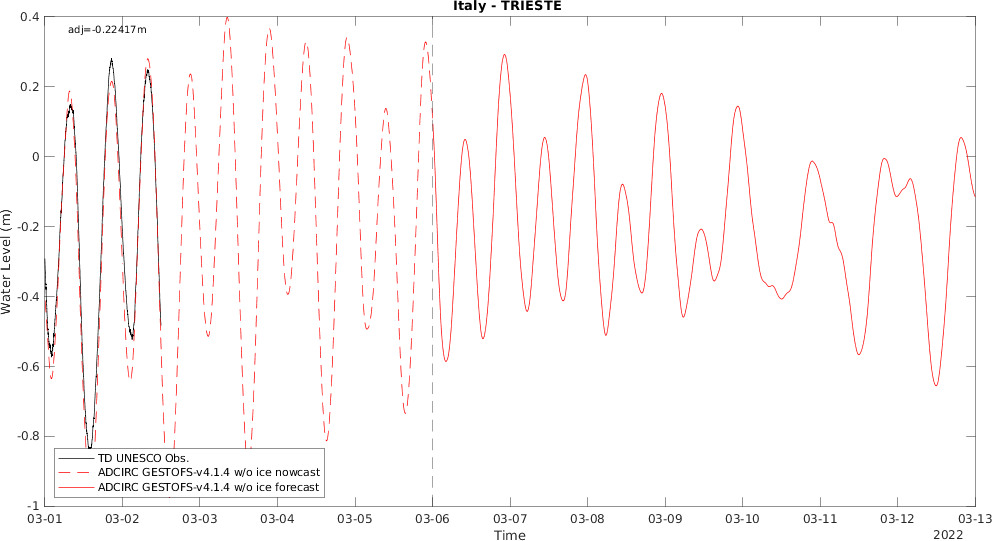 Italy - TRIESTE
adj=-0.22417m
0.4
0.2
0
-0.2
-0.4
-0.6
-0.8
-1
Water Level (m)
TD UNESCO Obs.
ADCIRC GESTOFS-v4.1.4 w/o ice nowcast
ADCIRC GESTOFS-v4.1.4 w/o ice forecast
03-01 03-02 03-03 03-04 03-05 03-06 03-07 03-08 03-09 03-10 03-11 03-12 03-13
Time
2022